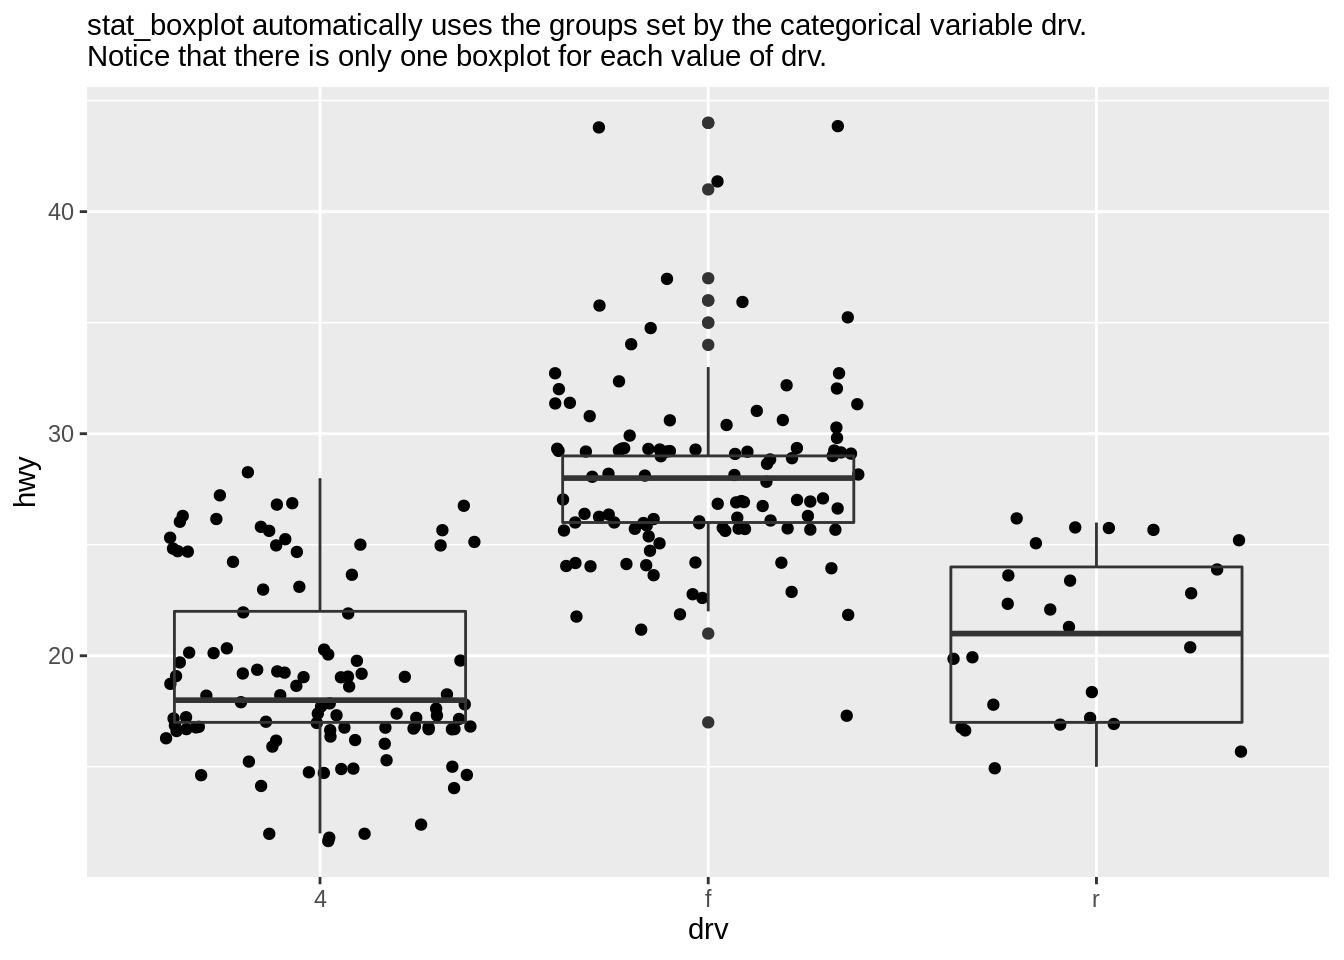 stat_boxplot automatically uses the groups set by the categorical variable drv.
Notice that there is only one boxplot for each value of drv.
40
30
20
hwy
4
f
r
drv